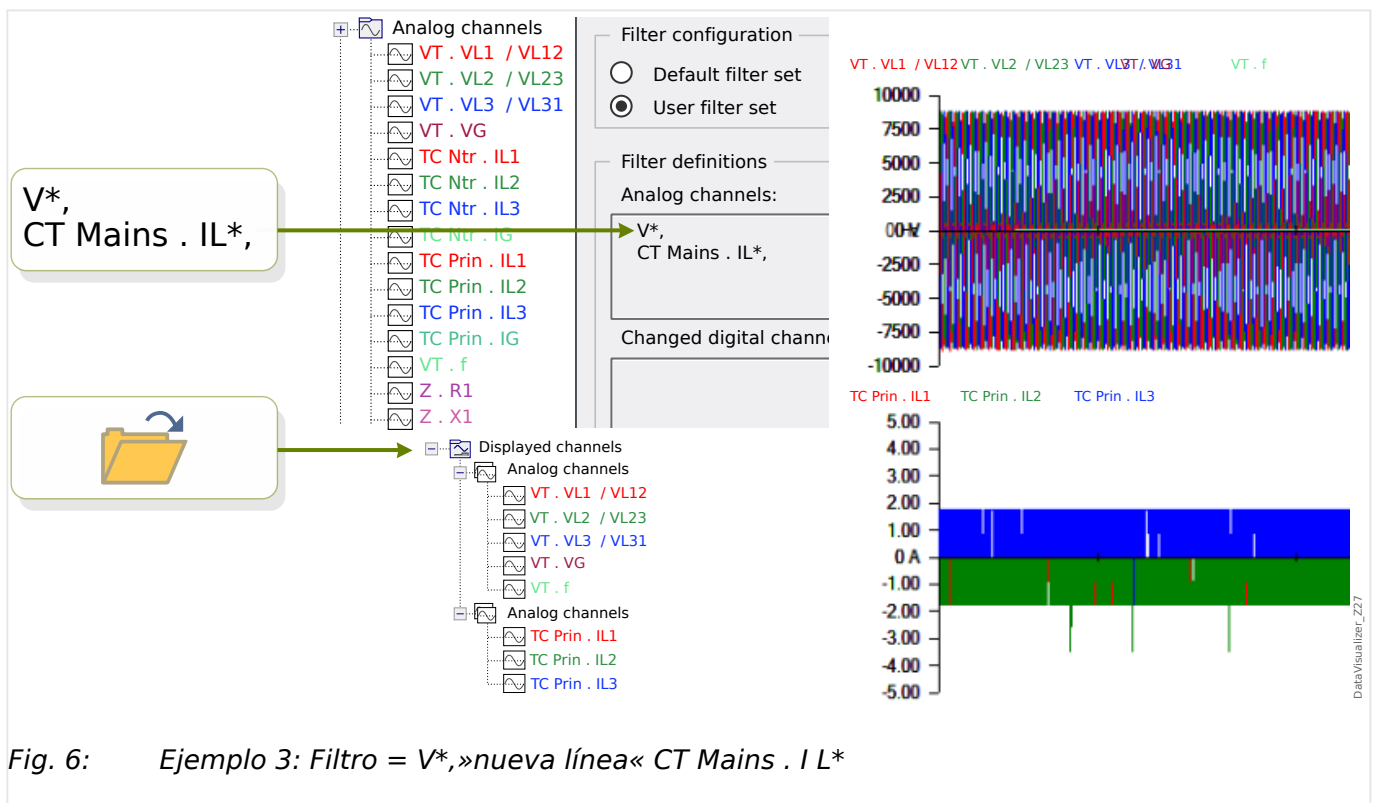 V*,
CT Mains . IL*,
Analog channels
VT . VL1 / VL12
VT . VL2 / VL23
VT . VL3 / VL31
VT . VG
TC Ntr . IL1
TC Ntr . IL2
TC Ntr . IL3
TC Ntr . IG
TC Prin . IL1
TC Prin . IL2
TC Prin . IL3
TC Prin . IG
VT . f
Z . R1
Z . X1
Filter configuration
Default filter set
User filter set
Filter definitions
Analog channels:
V*,
CT Mains . IL*,
Changed digital chann
Displayed channels
Analog channels
VT . VL1 / VL12
VT . VL2 / VL23
VT . VL3 / VL31
VT . VG
VT . f
Analog channels
TC Prin . IL1
TC Prin . IL2
TC Prin . IL3
VT . VL1 / VL12 VT . VL2 / VL23 VT . VL3 / VL31 VT . VG VT . f
10000
7500
5000
2500
-2500
-5000
-7500
-10000
TC Prin . IL1 TC Prin . IL2 TC Prin . IL3
5.00
4.00
3.00
2.00
1.00
0 A
-1.00
-2.00
-3.00
-4.00
-5.00
DataVisualizer_Z27
Fig. 6: Ejemplo 3: Filtro = V*,»nueva línea« CT Mains . I L*